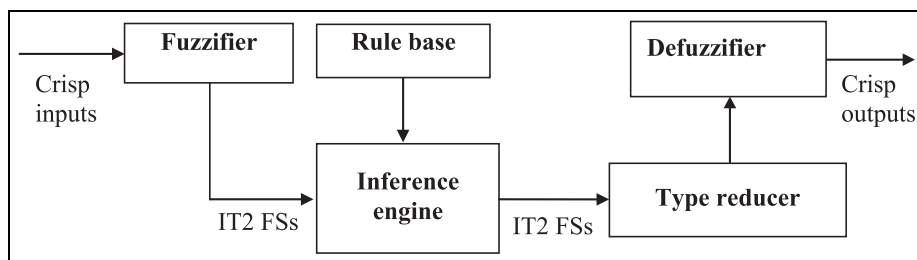 Fuzzifier
Rule base
Defuzzifier
Crisp
inputs
Crisp
outputs
Inference
engine
Type reducer
IT2 FSs
IT2 FSs